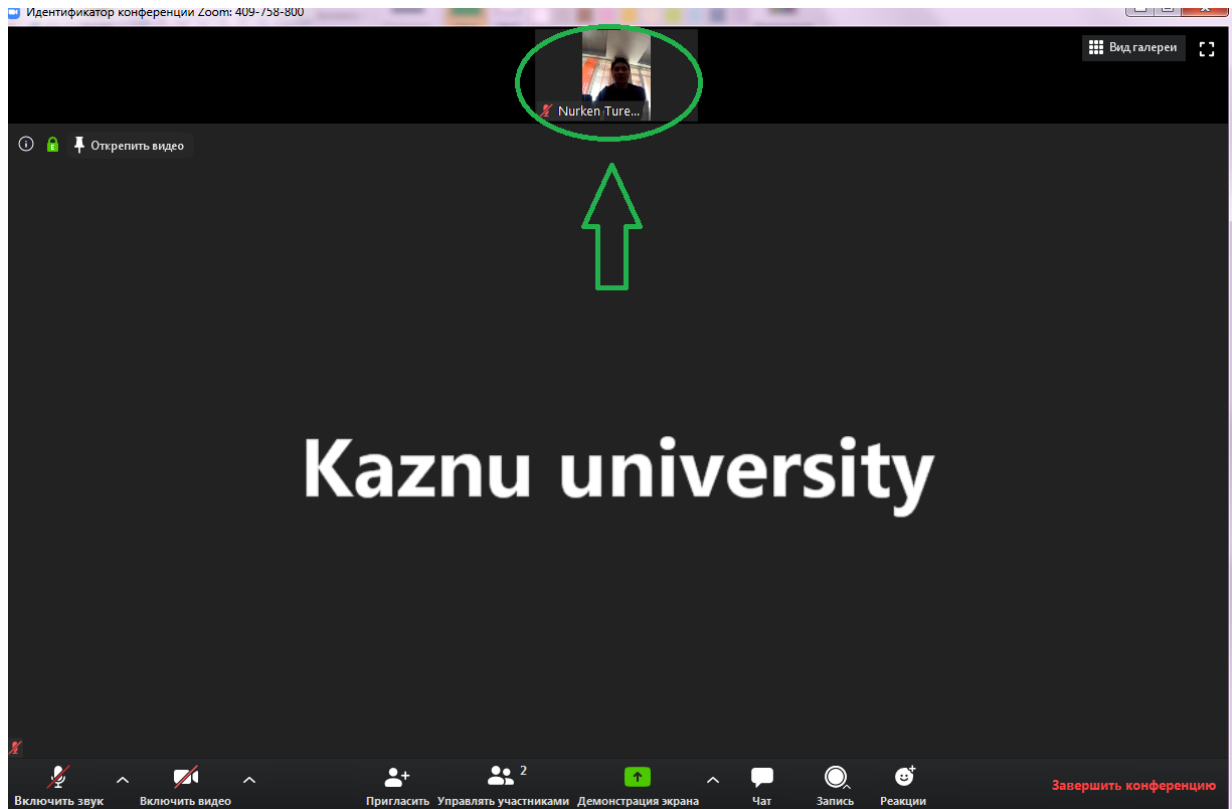 Идентификатор конференции Zoom: 409-758-800
Вид галереи
Nurken Ture...
Открепить видео
Kaznu university
2
Включить звук
Включить видео
Пригласить
Управлять участниками
Демонстрация экрана
Чат
Запись
Реакции
Завершить конференцию